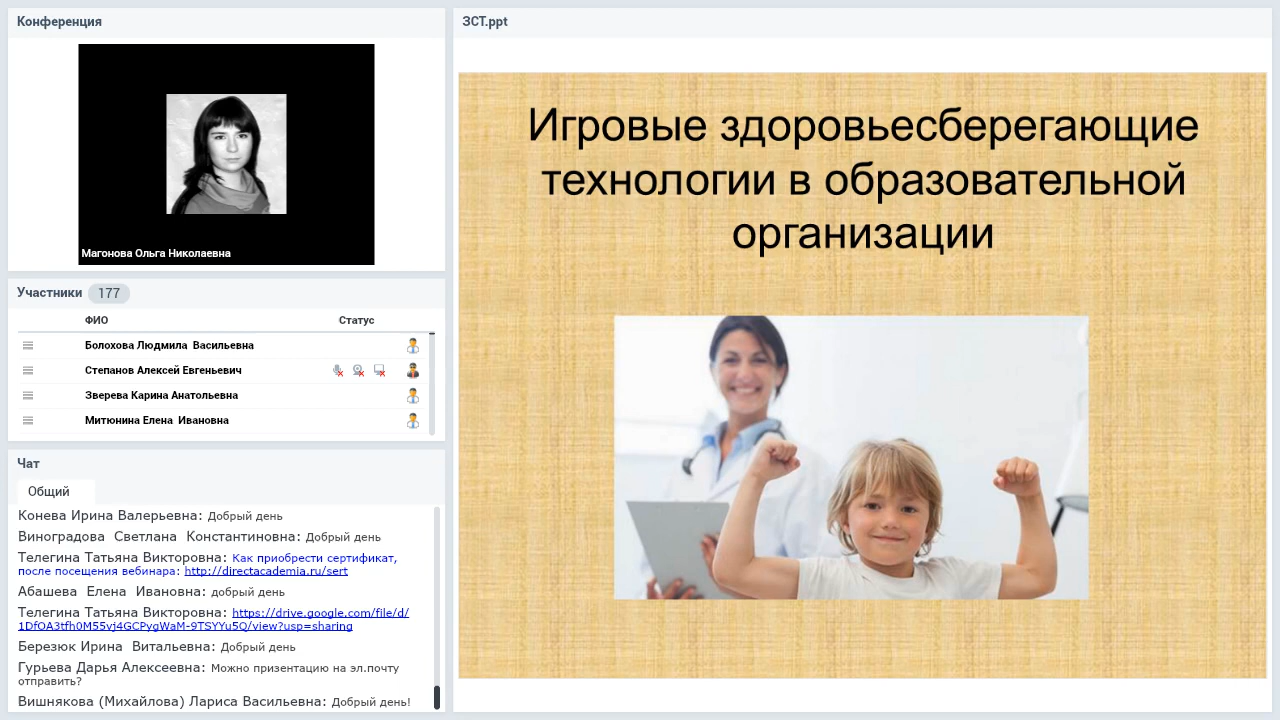 Конференция
Магонова Ольга Николаевна
Участники 177
ФИО Статус
Болохова Людмила Васильевна
Степанов Алексей Евгеньевич
Зверева Карина Анатольевна
Митюнина Елена Ивановна
Чат
Общий
Конева Ирина Валерьевна: Добрый день
Виноградова Светлана Константиновна: Добрый день
Телегина Татьяна Викторовна: Как приобрести сертификат,
после посещения вебинара: http://directacademia.ru/sert
Абашева Елена Ивановна: добрый день
Телегина Татьяна Викторовна: https://drive.google.com/file/d/
1DfOA3tfh0M55vj4GCPygWaM-9TSYYu5Q/view?usp=sharing
Березюк Ирина Витальевна: Добрый день
Гурьева Дарья Алексеевна: Можно призентацию на эл.почту
отправить?
Вишнякова (Михайлова) Лариса Васильевна: Добрый день!
ЗСТ.ppt
Игровые здоровьесберегающие
технологии в образовательной
организации